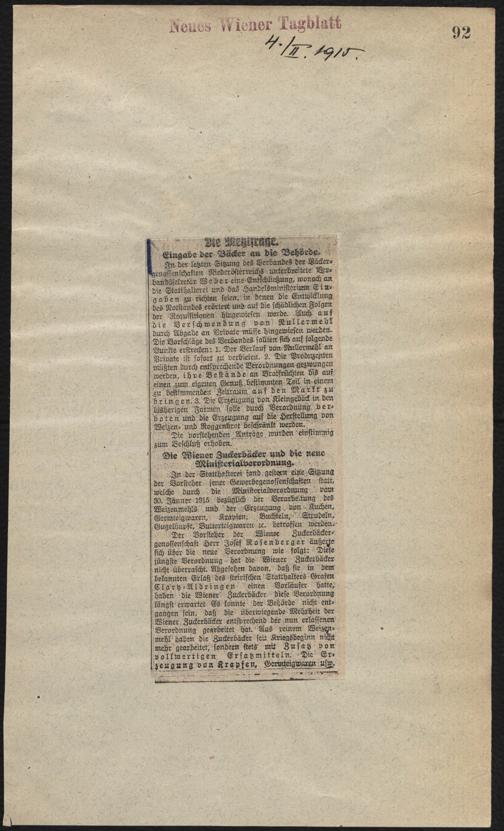 Neues Wiener Tagblatt
92
4./II. 1915.
Die Mehlfrage.
Eingabe der Bäcker an die Behörde.
In der letzten Sitzung des Verbandes der Bäcker-
genossenschaften Niederösterreichs unterbreitete Ver-
bandssekretär Weber eine Entschließung, wonach an
die Statthalterei und das Handelsministerium Ein-
gaben zu richten seien, in denen die Entwicklung
des Notstandes erörtert und auf die schädlichen Folgen
der Requisitionen hingewiesen werde. Auch auf
die Verschwendung von Nullermehl
durch Abgabe an Private müsse hingewiesen werden.
Die Vorschläge des Verbandes sollten sich auf folgende
Punkte erstrecken: 1. Der Verkauf von Nullermehl an
Private ist sofort zu verbieten. 2. Die Produzenten
müßten durch entsprechende Verordnungen gezwungen
werden, ihre Bestände an Brotfrüchten bis auf
einen zum eigenen Genuß bestimmten Teil in einem
zu bestimmenden Zeitraum auf den Markt zu
bringen. 3. Die Erzeugung von Kleingebäck in den
bisherigen Formen solle durch Verordnung ver-
boten und die Erzeugung auf die Herstellung von
Weizen- und Roggenbrot beschränkt werden.
Die vorstehenden Anträge wurden einstimmig
zum Beschluß erhoben.
Die Wiener Zuckerbäcker und die neue
Ministerialverordnung.
In der Statthalterei fand gestern eine Sitzung
der Vorsteher jener Gewerbegenossenschaften statt,
welche durch die Ministerialverordnung vom
30. Jänner 1915 bezüglich der Verarbeitung des
Weizenmehls und der Erzeugung von Kuchen,
Germteigwaren, Krapfen, Buchteln, Strudeln,
Gugelhupf, Butterteigwaren ꝛc. betroffen werden.
Der Vorsteher der Wiener Zuckerbäcker-
genossenschaft Herr Josef Rosenberger äußerte
sich über die neue Verordnung wie folgt: Diese
jüngste Verordnung hat die Wiener Zuckerbäcker
nicht überrascht. Abgesehen davon, daß sie in dem
bekannten Erlaß des steirischen Statthalters Grafen
Clary-Aldringen einen Vorläufer hatte,
haben die Wiener Zuckerbäcker diese Verordnung
längst erwartet. Es konnte der Behörde nicht ent-
gangen sein, daß die überwiegende Mehrheit der
Wiener Zuckerbäcker entsprechend der nun erlassenen
Verordnung gearbeitet hat. Aus reinem Weizen-
mehl haben die Zuckerbäcker seit Kriegsbeginn nicht
mehr gearbeitet, sondern stets mit Zusatz von
vollwertigen Ersatzmitteln. Die Er-
zeugung von Krapfen, Germteigwaren usw.